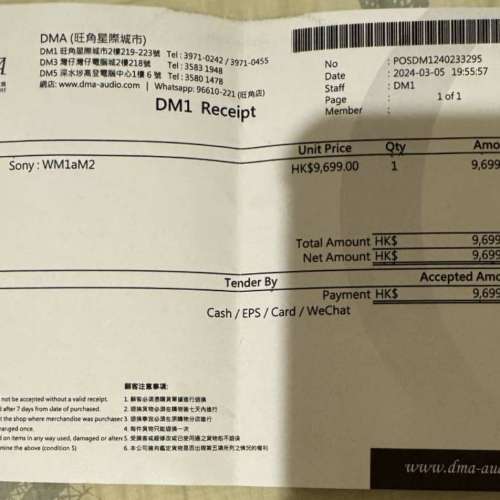 DMA (旺角星際城市)
DM1 旺角星際城市2樓219-223號 Tel : 3971-0242 / 3971-0455
DM3 灣仔灣仔電腦城2樓218號 Tel : 3583 1948
DM5 深水埗高登電腦中心1樓 6 號 Tel : 3580 1478
網店: www.dma-audio.com | Whatsapp: 96610-221 (旺角店)
DM1 Receipt
No : POSDM1240233295
Date : 2024-03-05 19:55:57
Staff : DM1
Page : 1 of 1
Member :
Unit Price Qty Amo
Sony : WM1aM2 HK$9,699.00 1 9,699
Total Amount HK$ 9,699
Net Amount HK$ 9,699
Tender By Accepted Amou
Payment HK$ 9,699
Cash / EPS / Card / WeChat
顧客注意事項:
not be accepted without a valid receipt. 1. 顧客必須憑購貨單據進行退換
d after 7 days from date of purchased. 2. 退換貨物必須在購物後七天內進行
t the shop where merchandise was purchased 3. 退換事宜必須在原購物分店進行
anged once. 4. 每件貨物只能退換一次
d on items in any way used, damaged or alter 5. 受損害或經修改或已使用過之貨物恕不退換
mine the above (condition 5) 6. 本公司擁有鑑定貨物是否出現第五項所列之情況的權利
www.dma-aud